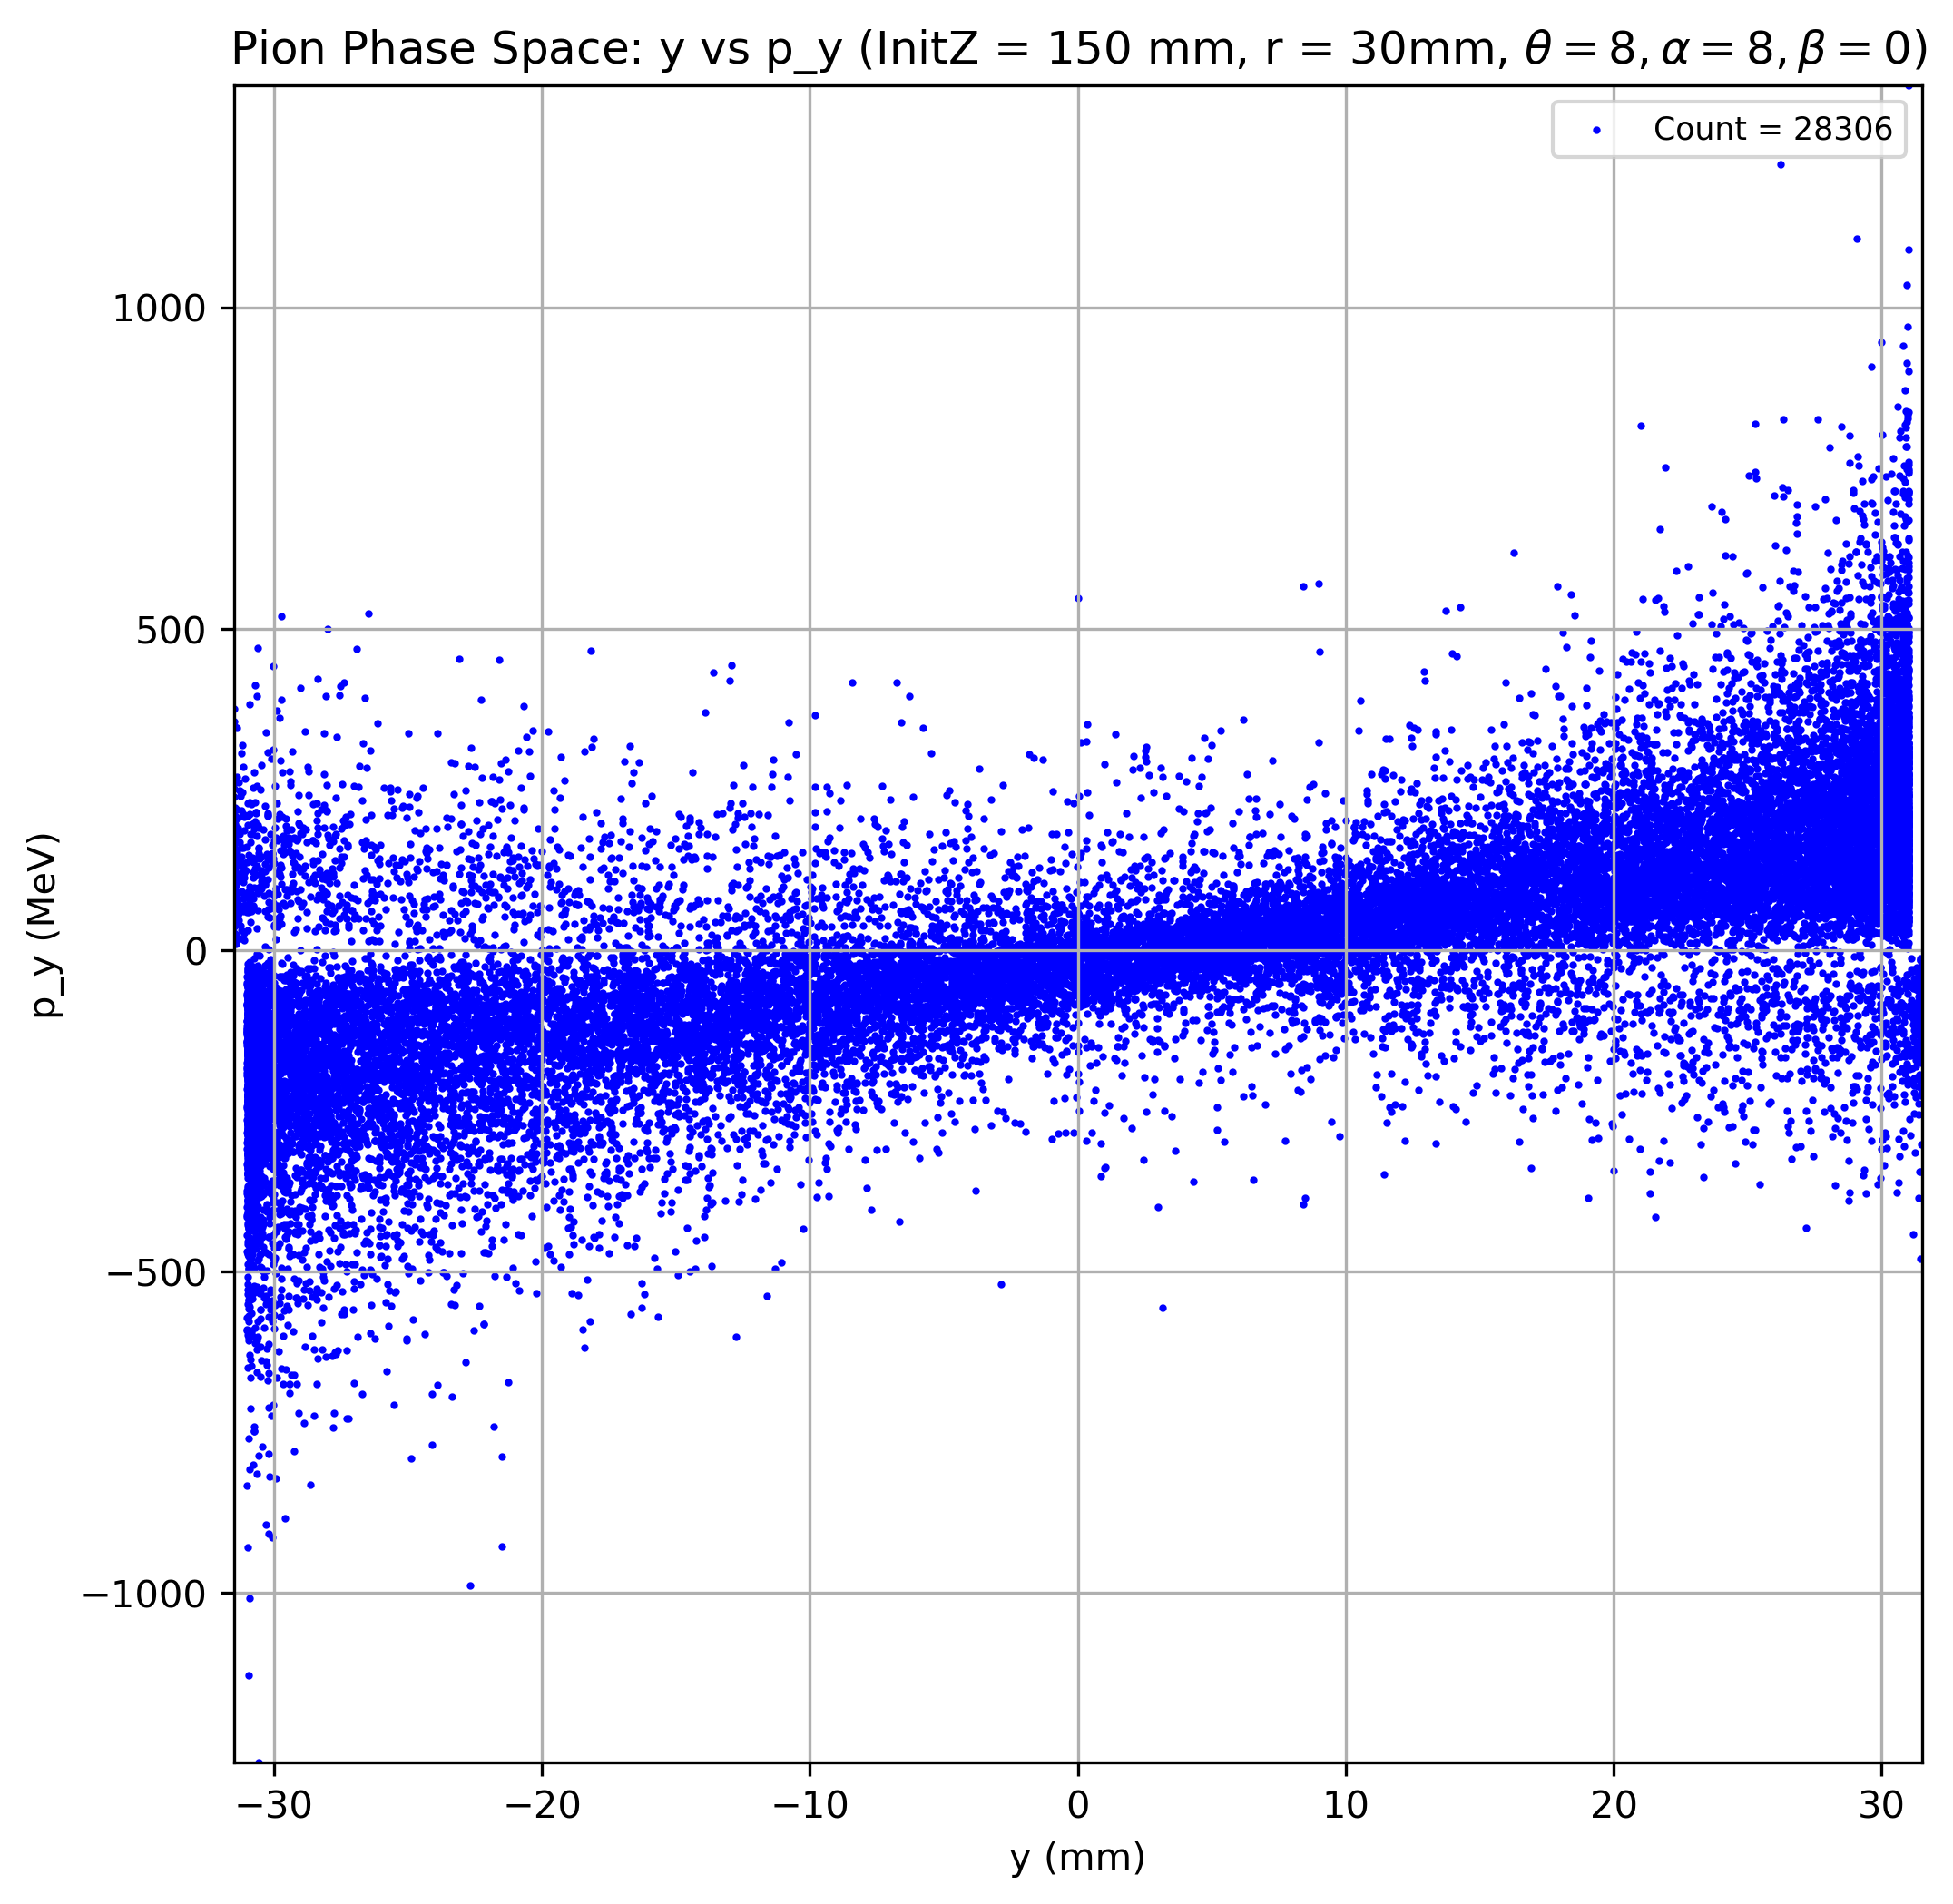 Pion Phase Space: y vs p_y (InitZ = 150 mm, r = 30mm, θ = 8, α = 8, β = 0)
Count = 28306
1000
500
0
−500
−1000
p_y (MeV)
−30 −20 −10 0 10 20 30
y (mm)